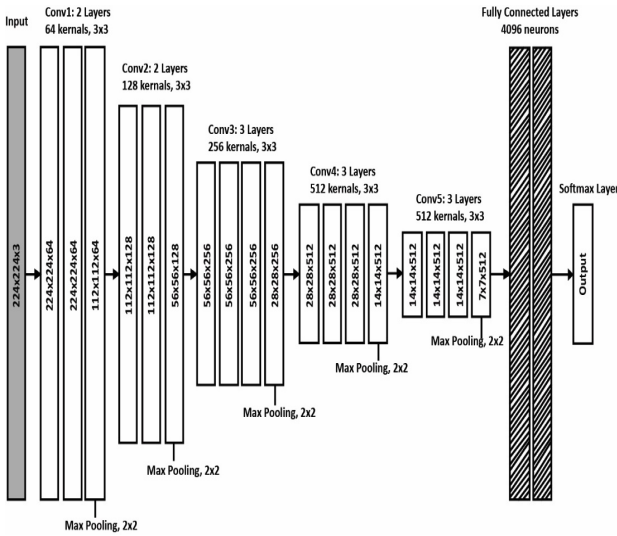 Input
Conv1: 2 Layers
64 kernals, 3x3
Conv2: 2 Layers
128 kernals, 3x3
Conv3: 3 Layers
256 kernals, 3x3
Conv4: 3 Layers
512 kernals, 3x3
Conv5: 3 Layers
512 kernals, 3x3
Fully Connected Layers
4096 neurons
Softmax Layer
224x224x3
224x224x64
224x224x64
112x112x64
112x112x128
112x112x128
56x56x128
56x56x256
56x56x256
56x56x256
28x28x256
28x28x512
28x28x512
28x28x512
14x14x512
14x14x512
14x14x512
14x14x512
7x7x512
Output
Max Pooling, 2x2
Max Pooling, 2x2
Max Pooling, 2x2
Max Pooling, 2x2
Max Pooling, 2x2